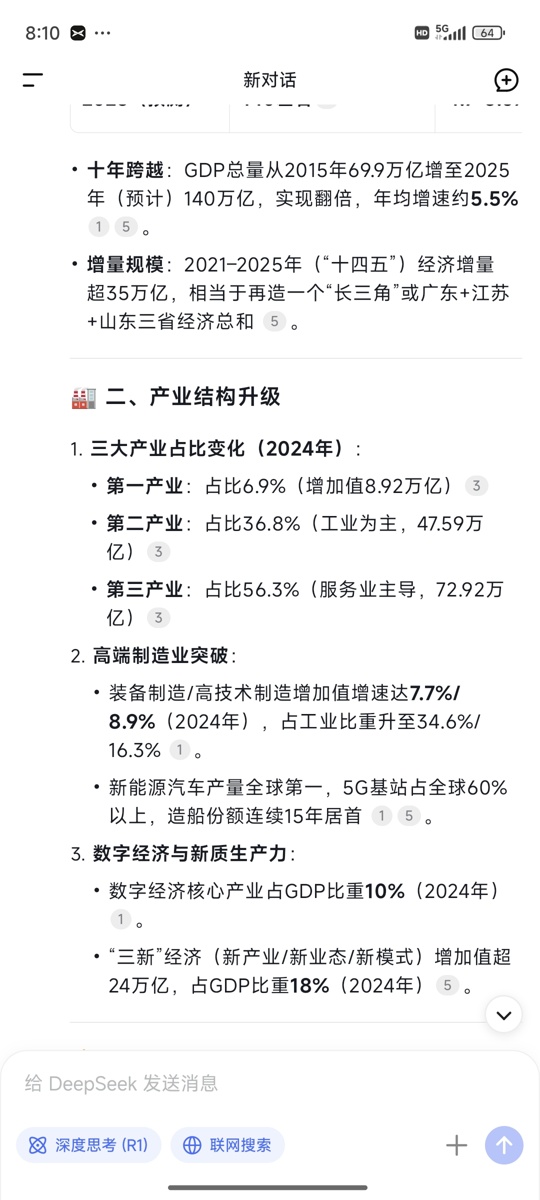 8:10 ··· HD 5G 64
新对话
• 十年跨越：GDP总量从2015年69.9万亿增至2025
年（预计）140万亿，实现翻倍，年均增速约5.5%
1 5 。
• 增量规模：2021–2025年（“十四五”）经济增量
超35万亿，相当于再造一个“长三角”或广东+江苏
+山东三省经济总和 5 。
二、产业结构升级
1. 三大产业占比变化（2024年）：
• 第一产业：占比6.9%（增加值8.92万亿） 3
• 第二产业：占比36.8%（工业为主，47.59万
亿） 3
• 第三产业：占比56.3%（服务业主导，72.92万
亿） 3
2. 高端制造业突破：
• 装备制造/高技术制造增加值增速达7.7%/
8.9%（2024年），占工业比重升至34.6%/
16.3% 1 。
• 新能源汽车产量全球第一，5G基站占全球60%
以上，造船份额连续15年居首 1 5 。
3. 数字经济与新质生产力：
• 数字经济核心产业占GDP比重10%（2024年）
1 。
• “三新”经济（新产业/新业态/新模式）增加值超
24万亿，占GDP比重18%（2024年） 5 。
给 DeepSeek 发送消息
深度思考 (R1) 联网搜索